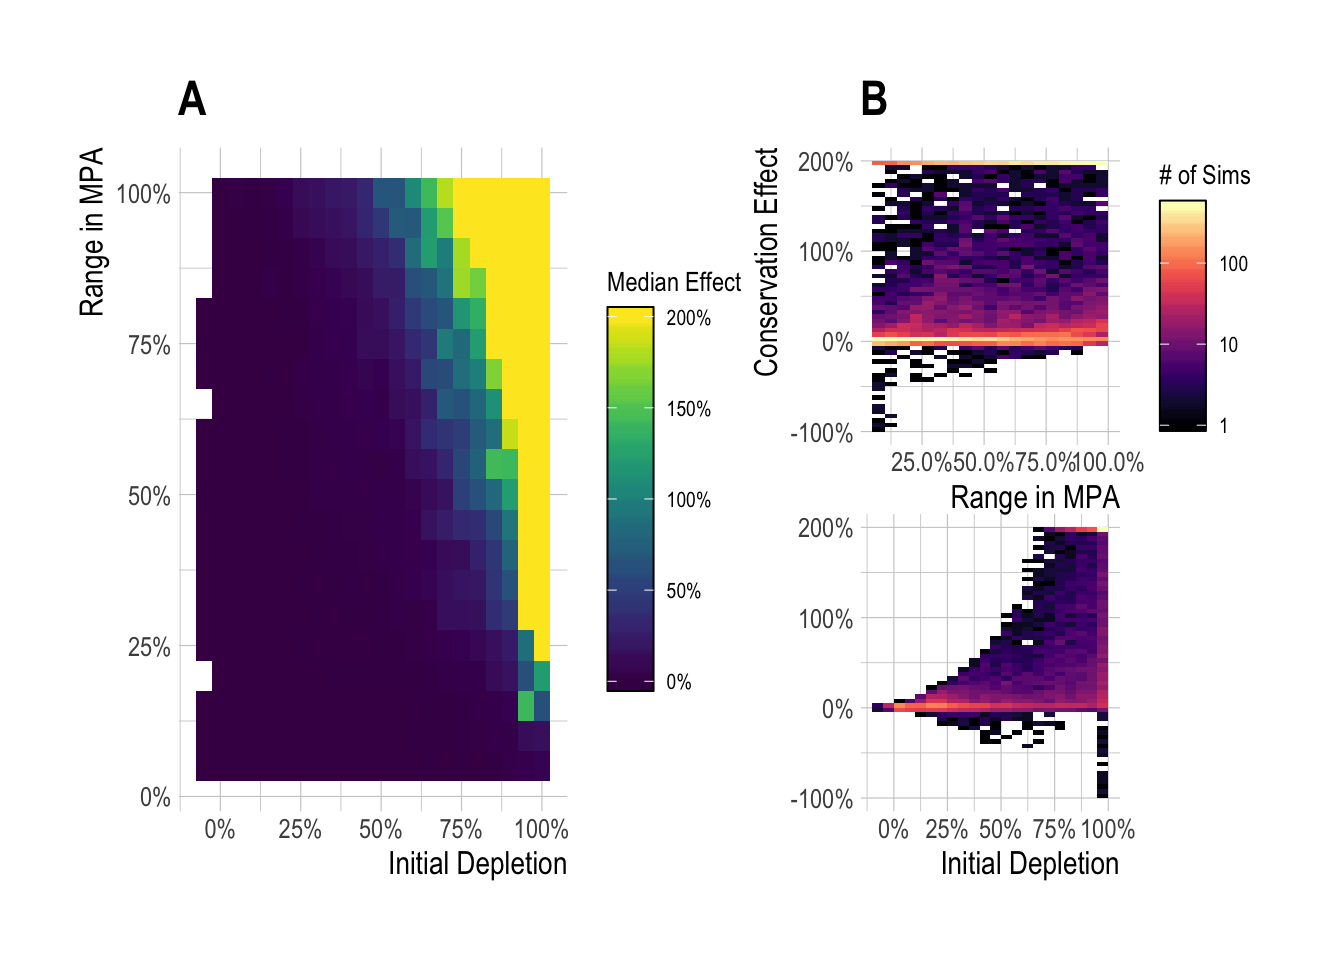 A
Range in MPA
100%
75%
50%
25%
0%
0% 25% 50% 75% 100%
Initial Depletion
Median Effect
200%
150%
100%
50%
0%
B
Conservation Effect
200%
100%
0%
-100%
25.0% 50.0% 75.0% 100.0%
Range in MPA
200%
100%
0%
-100%
0% 25% 50% 75% 100%
Initial Depletion
# of Sims
100
10
1